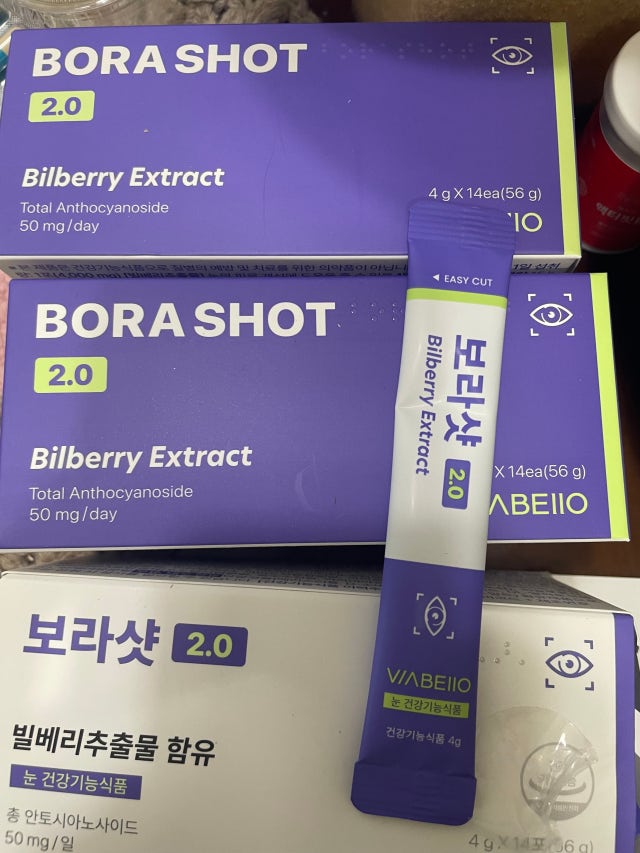 BORA SHOT
2.0
Bilberry Extract
Total Anthocyanoside
50 mg/day
4 g X 14ea(56 g)
IIO
BORA SHOT
2.0
Bilberry Extract
Total Anthocyanoside
50 mg/day
X 14ea(56 g)
ABEIIO
◀ EASY CUT
보라샷 2.0
Bilberry Extract
VIABEIIO
눈 건강기능식품
건강기능식품 4g
보라샷 2.0
빌베리추출물 함유
눈 건강기능식품
총 안토시아노사이드
50 mg/일
4 g X 14포(56 g)